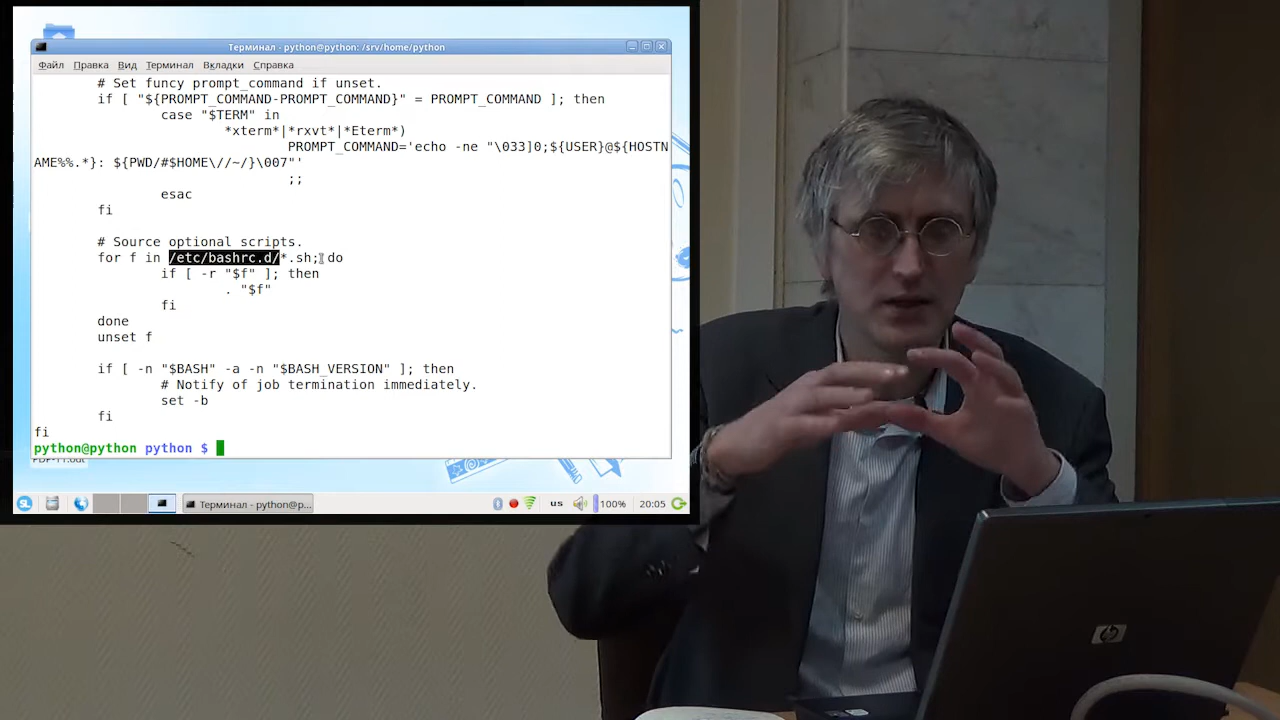 Терминал - python@python: /srv/home/python
Файл Правка Вид Вкладки Справка
# Set funcy prompt_command if unset.
if [ "${PROMPT_COMMAND-PROMPT_COMMAND}" = PROMPT_COMMAND ]; then
case "$TERM" in
*xterm*|*rxvt*|*Eterm*)
PROMPT_COMMAND='echo -ne "\033]0;${USER}@${HOSTN
AME%%.*}: ${PWD/#$HOME\//~/}\007"'
;;
esac
fi
# Source optional scripts.
for f in /etc/bashrc.d/*.sh; do
if [ -r "$f" ]; then
. "$f"
fi
done
unset f
if [ -n "$BASH" -a -n "$BASH_VERSION" ]; then
# Notify of job termination immediately.
set -b
fi
fi
python@python python $
Терминал - python@p... us 100% 20:05
hp